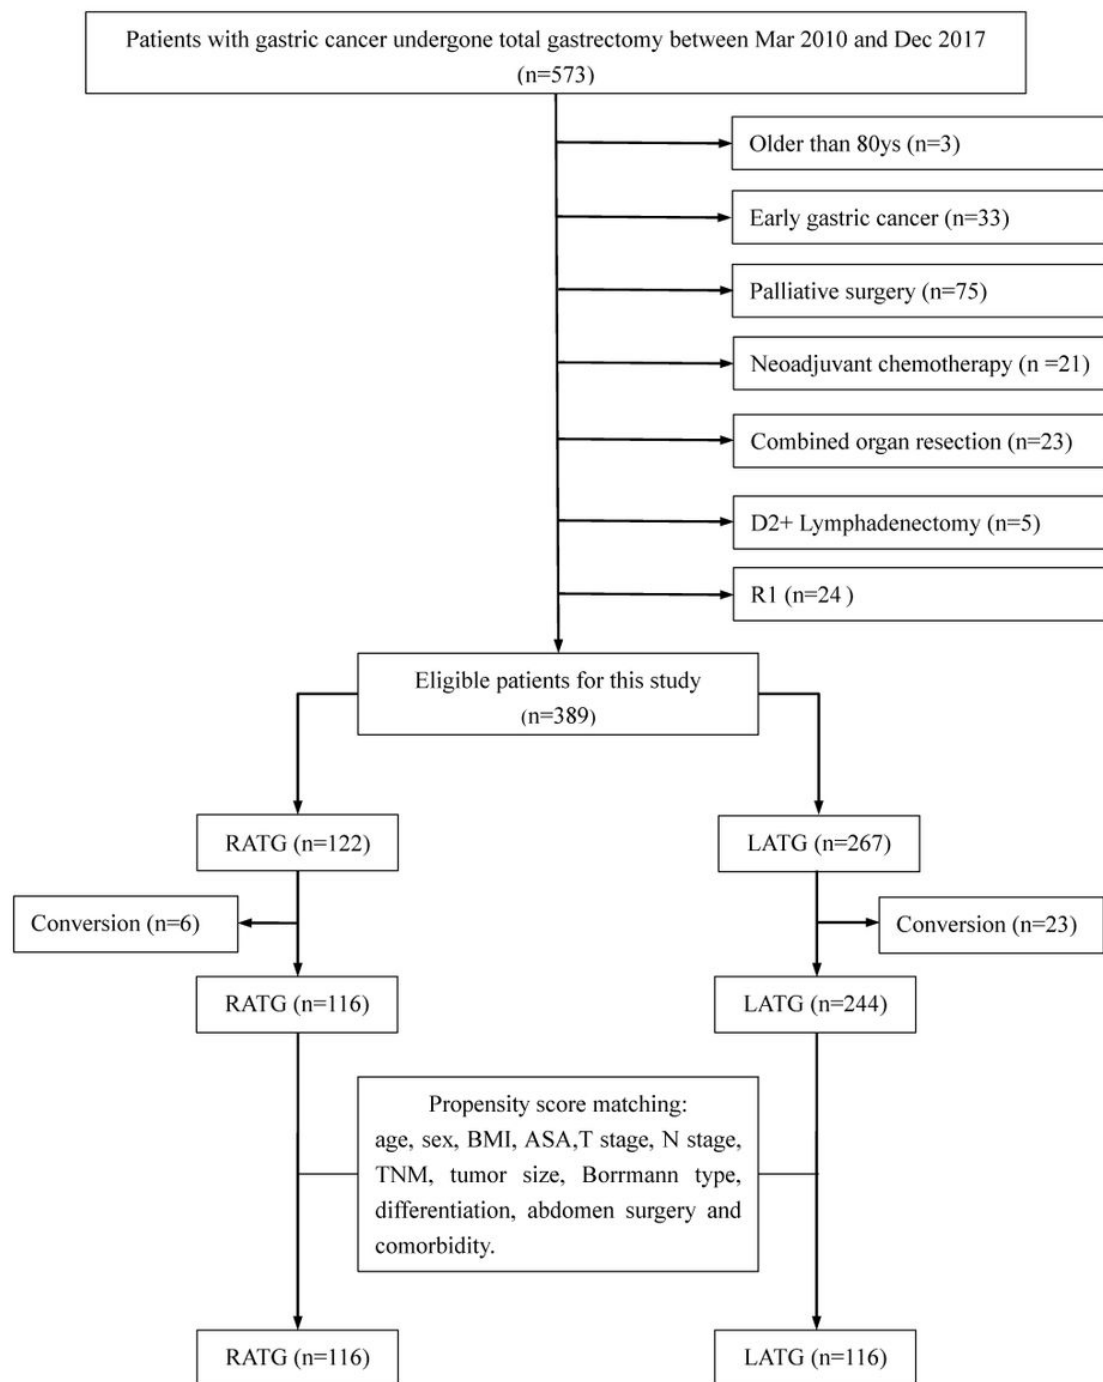 Patients with gastric cancer undergone total gastrectomy between Mar 2010 and Dec 2017
(n=573)
Older than 80ys (n=3)
Early gastric cancer (n=33)
Palliative surgery (n=75)
Neoadjuvant chemotherapy (n =21)
Combined organ resection (n=23)
D2+ Lymphadenectomy (n=5)
R1 (n=24 )
Eligible patients for this study
(n=389)
RATG (n=122)
LATG (n=267)
Conversion (n=6)
Conversion (n=23)
RATG (n=116)
LATG (n=244)
Propensity score matching:
age, sex, BMI, ASA,T stage, N stage,
TNM, tumor size, Borrmann type,
differentiation, abdomen surgery and
comorbidity.
RATG (n=116)
LATG (n=116)